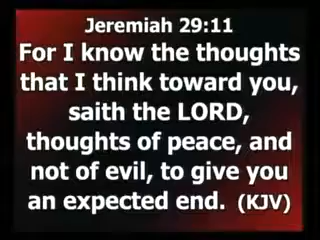 Jeremiah 29:11
For I know the thoughts
that I think toward you,
saith the LORD,
thoughts of peace, and
not of evil, to give you
an expected end. (KJV)